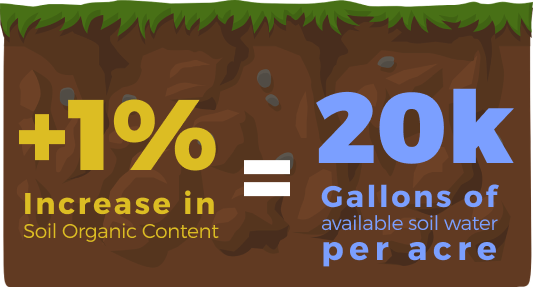 +1%
Increase in
Soil Organic Content
=
20k
Gallons of
available soil water
per acre